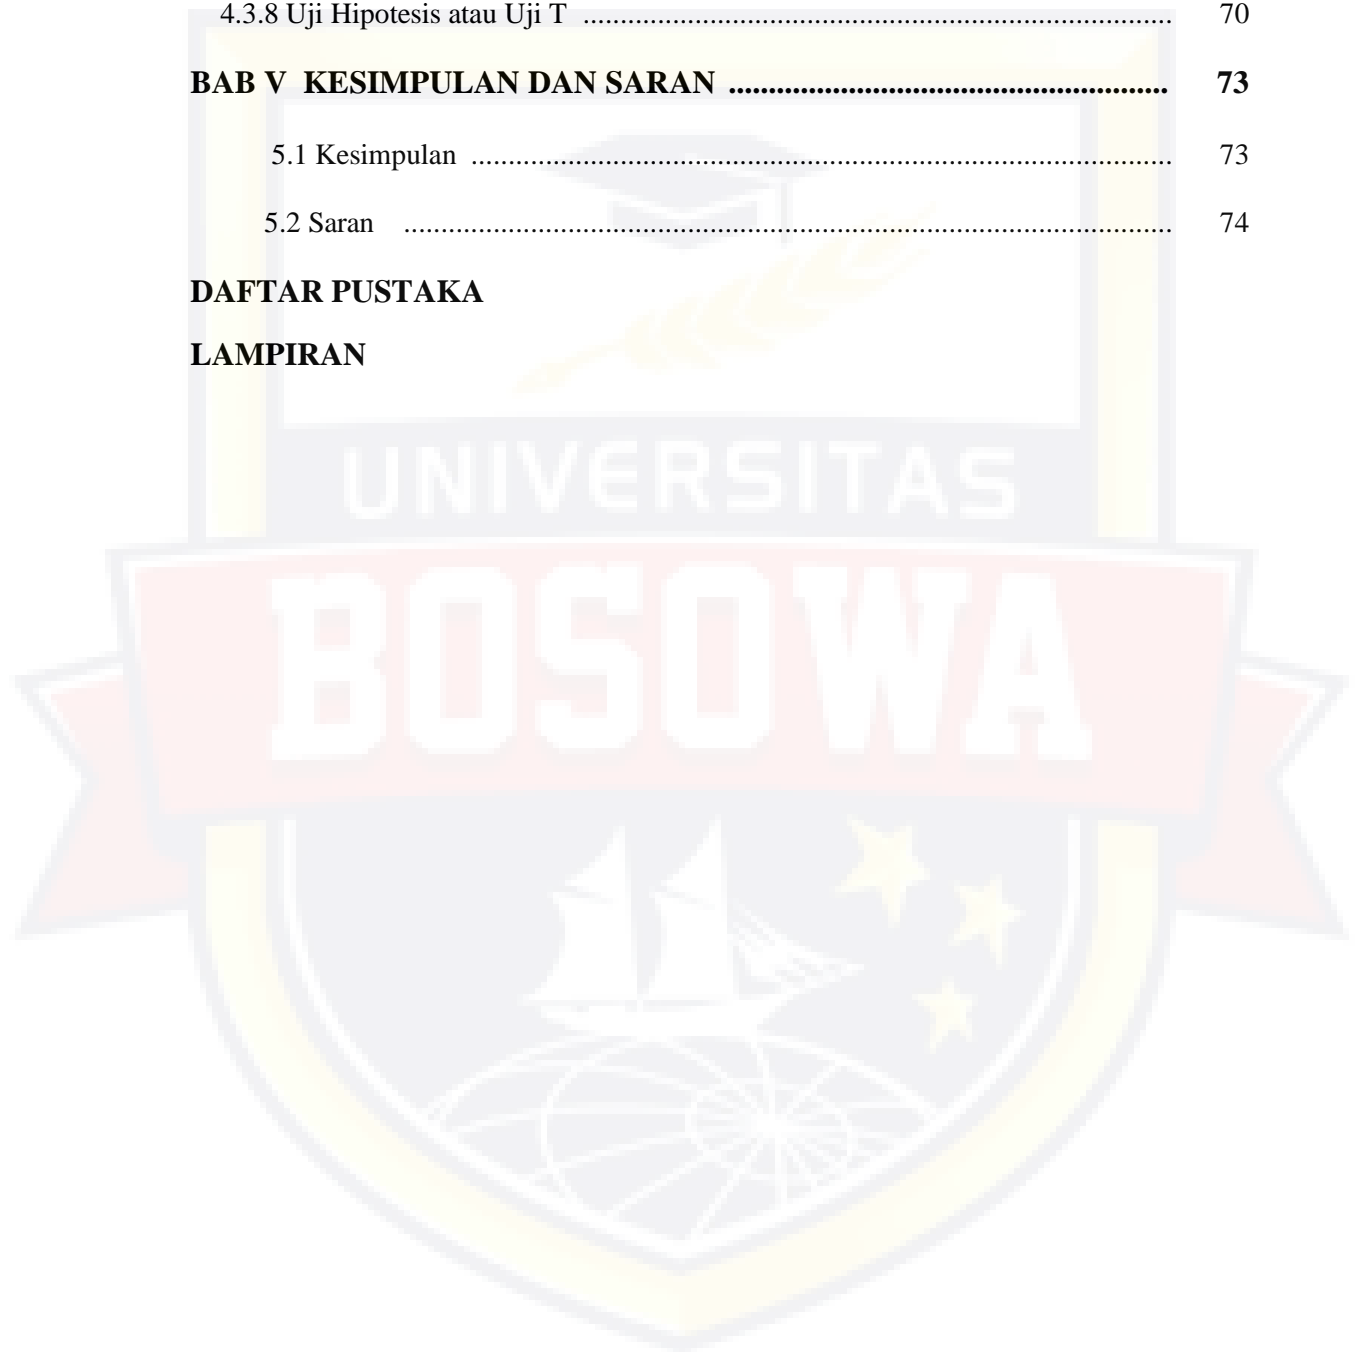 4.3.8 Uji Hipotesis atau Uji T ............................................................................... 70
BAB V  KESIMPULAN DAN SARAN ....................................................... 73
5.1 Kesimpulan .............................................................................................. 73
5.2 Saran ....................................................................................................... 74
DAFTAR PUSTAKA
LAMPIRAN
UNIVERSITAS
BOSOWA